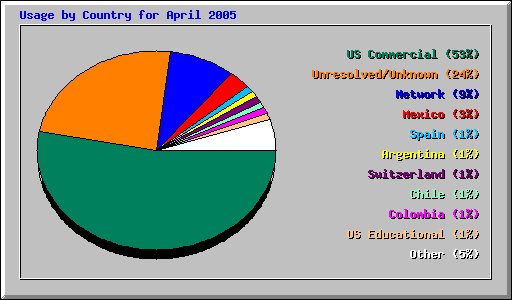 Usage by Country for April 2005
US Commercial (53%)
Unresolved/Unknown (24%)
Network (9%)
Mexico (3%)
Spain (1%)
Argentina (1%)
Switzerland (1%)
Chile (1%)
Colombia (1%)
US Educational (1%)
Other (5%)